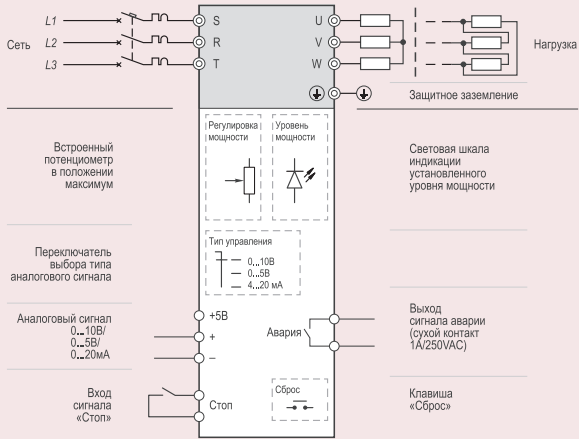 L1
S
U
Сеть
L2
R
V
Нагрузка
L3
T
W
Защитное заземление
Встроенный
потенциометр
в положении
максимум
Регулировка
мощности
Уровень
мощности
Световая шкала
индикации
установленного
уровня мощности
Переключатель
выбора типа
аналогового сигнала
Тип управления
0...10В
0...5В
4...20 мА
Аналоговый сигнал
0...10В/
0...5В/
0...20мА
+5В
+
–
Авария
Выход
сигнала аварии
(сухой контакт
1А/250VAC)
Вход
сигнала
«Стоп»
Стоп
Сброс
Клавиша
«Сброс»